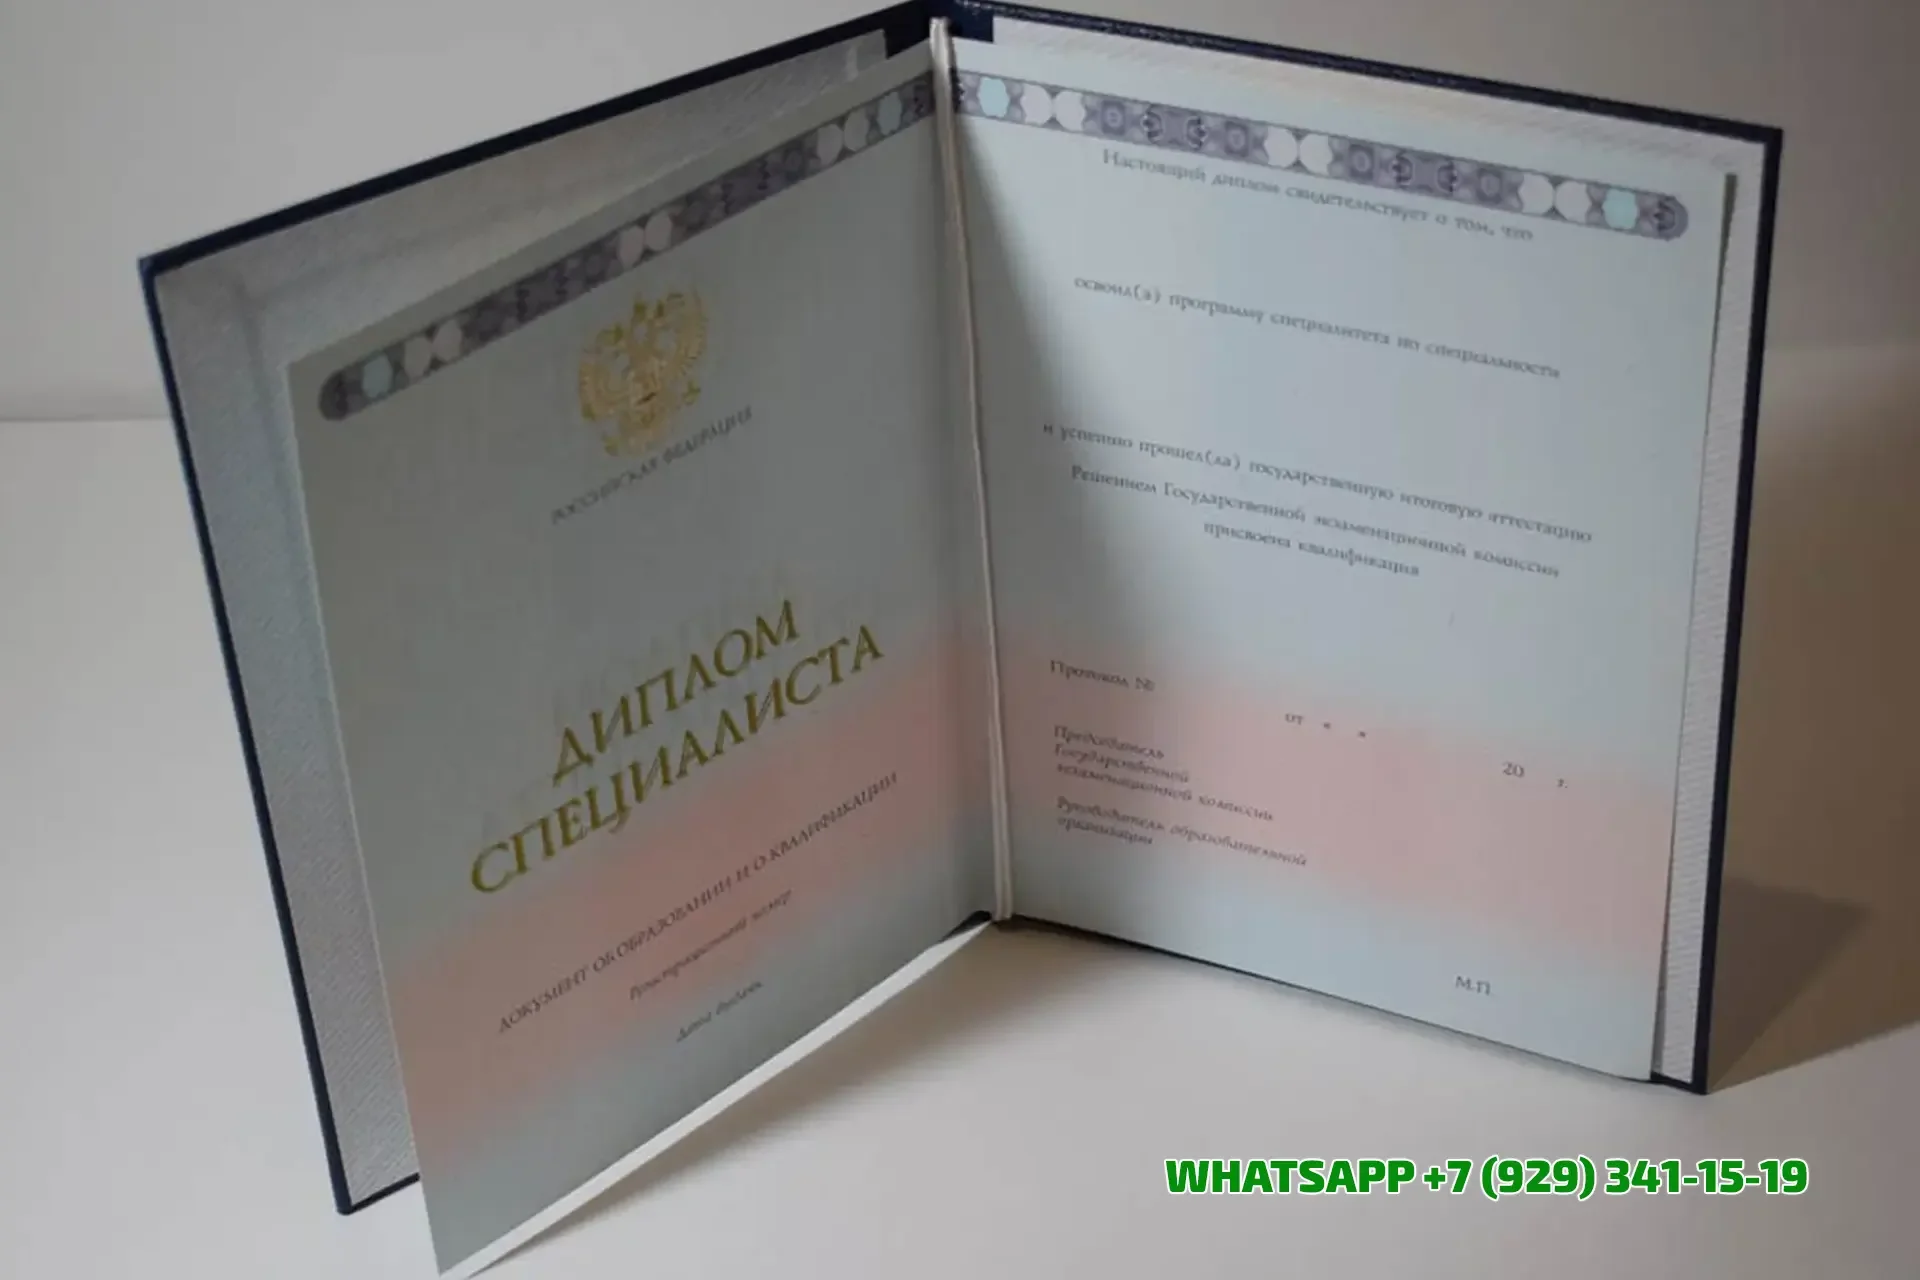 РОССИЙСКАЯ ФЕДЕРАЦИЯ
ДИПЛОМ
СПЕЦИАЛИСТА
ДОКУМЕНТ ОБ ОБРАЗОВАНИИ И О КВАЛИФИКАЦИИ
Регистрационный номер
Дата выдачи
Настоящий диплом свидетельствует о том, что
освоил(а) программу специалитета по специальности
и успешно прошел(ла) государственную итоговую аттестацию
Решением Государственной экзаменационной комиссии
присвоена квалификация
Протокол №
от « »
20 г.
Председатель
Государственной
экзаменационной комиссии
Руководитель образовательной
организации
М.П.
WHATSAPP +7 (929) 341-15-19